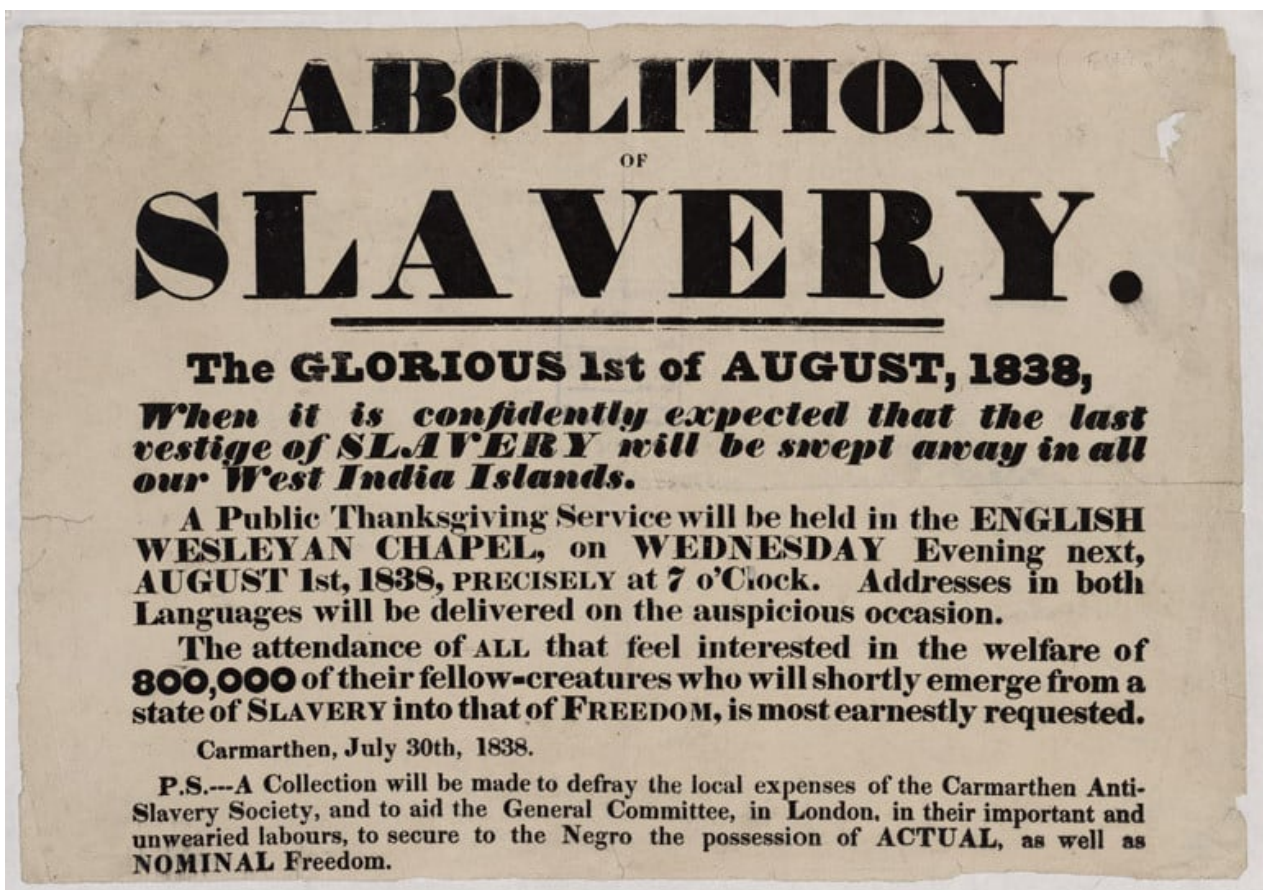 ABOLITION
OF
SLAVERY.
The GLORIOUS 1st of AUGUST, 1838,
When it is confidently expected that the last
vestige of SLAVERY will be swept away in all
our West India Islands.
A Public Thanksgiving Service will be held in the ENGLISH
WESLEYAN CHAPEL, on WEDNESDAY Evening next,
AUGUST 1st, 1838, PRECISELY at 7 o'Clock. Addresses in both
Languages will be delivered on the auspicious occasion.
The attendance of ALL that feel interested in the welfare of
800,000 of their fellow-creatures who will shortly emerge from a
state of SLAVERY into that of FREEDOM, is most earnestly requested.
Carmarthen, July 30th, 1838.
P.S.---A Collection will be made to defray the local expenses of the Carmarthen Anti-
Slavery Society, and to aid the General Committee, in London, in their important and
unwearied labours, to secure to the Negro the possession of ACTUAL, as well as
NOMINAL Freedom.